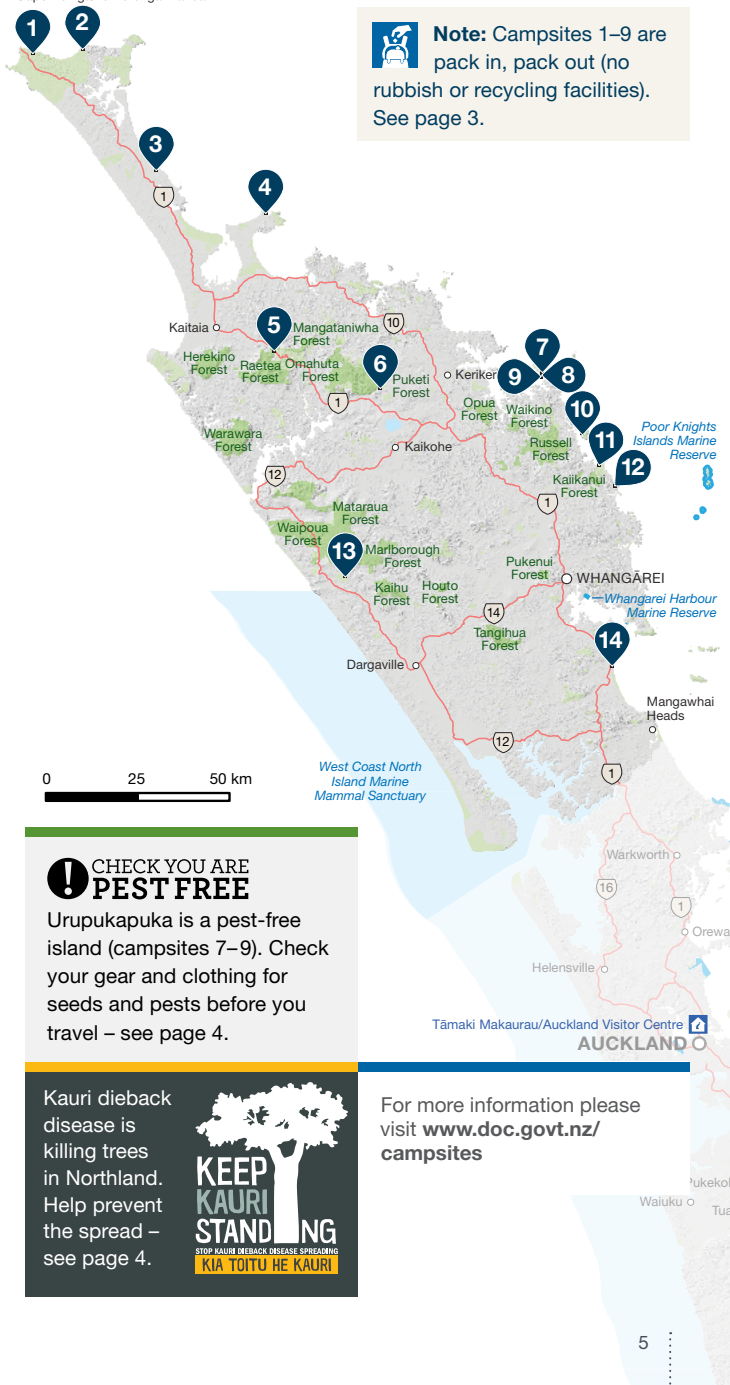 1
2
Note: Campsites 1–9 are
pack in, pack out (no
rubbish or recycling facilities).
See page 3.
3
1
4
10
Kaitaia
5
Mangataniwha
Forest
Herekino
Forest
Raetea
Forest
Omahuta
Forest
6
Puketi
Forest
1
Keriker
7
9
8
Opua
Forest
Waikino
Forest
10
Russell
Forest
11
12
Poor Knights
Islands Marine
Reserve
Warawara
Forest
Kaikohe
12
Kaiikanui
Forest
1
Mataraua
Forest
Waipoua
Forest
13
Marlborough
Forest
Pukenui
Forest
WHANGĀREI
Kaihu
Forest
Houto
Forest
Whangarei Harbour
Marine Reserve
14
Tangihua
Forest
14
Dargaville
Mangawhai
Heads
12
West Coast North
Island Marine
Mammal Sanctuary
1
0 25 50 km
Warkworth
16
1
Orewa
Helensville
Tāmaki Makaurau/Auckland Visitor Centre
AUCKLAND
CHECK YOU ARE
PEST FREE
Urupukapuka is a pest-free
island (campsites 7–9). Check
your gear and clothing for
seeds and pests before you
travel – see page 4.
Kauri dieback
disease is
killing trees
in Northland.
Help prevent
the spread –
see page 4.
KEEP
KAURI
STANDING
STOP KAURI DIEBACK DISEASE SPREADING
KIA TOITU HE KAURI
For more information please
visit www.doc.govt.nz/
campsites
Waiuku
5